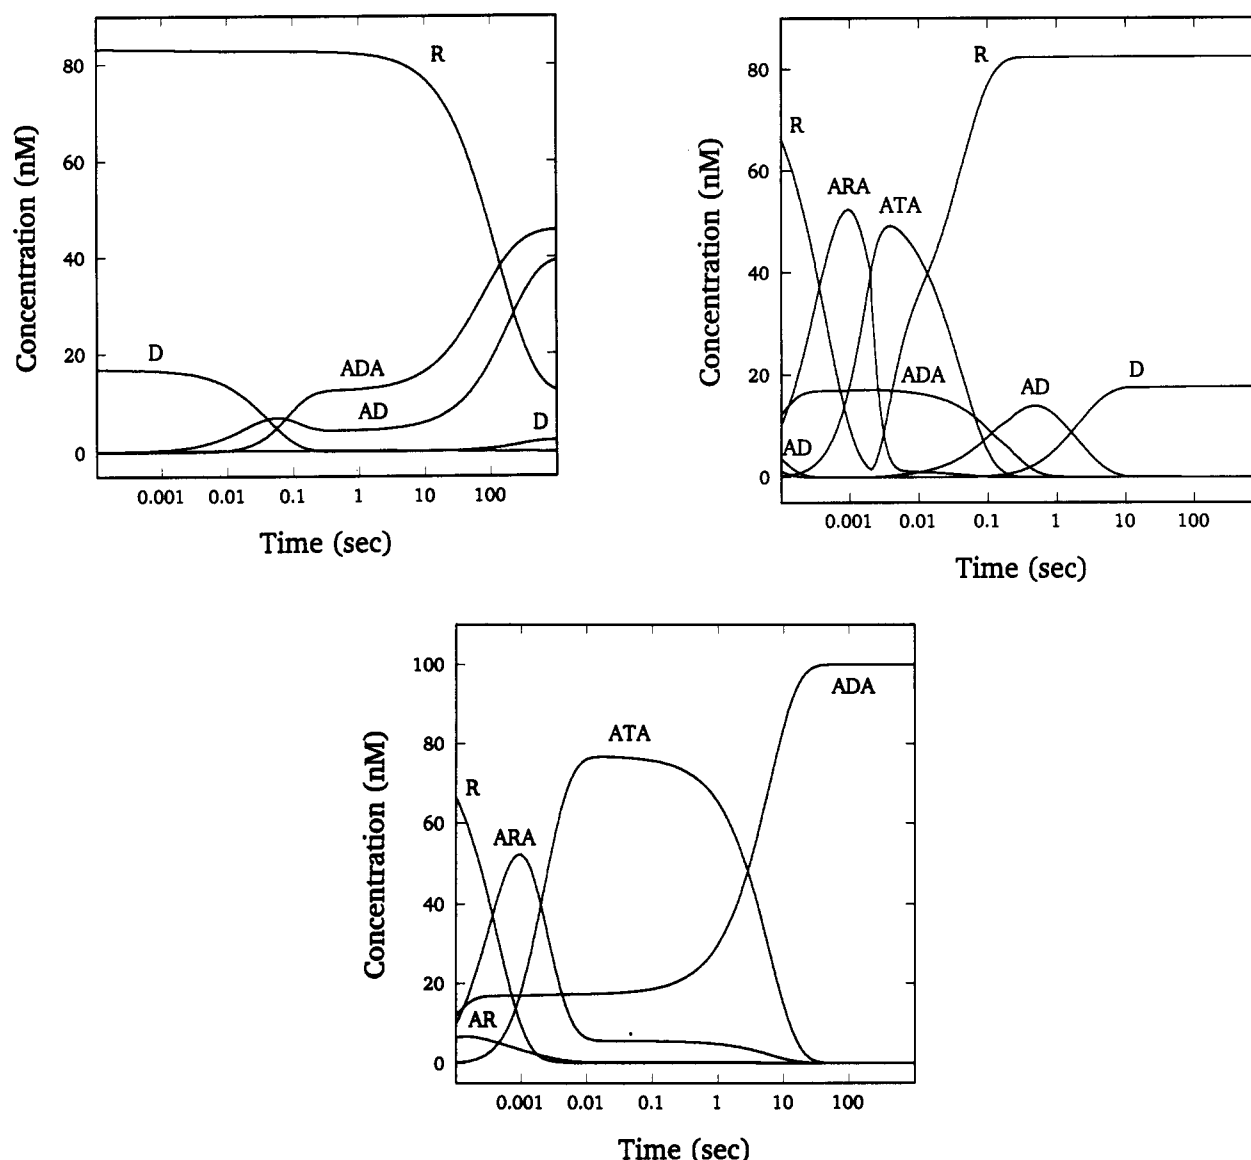 R
80
60
40
20
0
D
ADA
AD
D
Concentration (nM)
0.001 0.01 0.1 1 10 100
Time (sec)
R
R
ARA
ATA
ADA
AD
AD
D
80
60
40
20
0
Concentration (nM)
0.001 0.01 0.1 1 10 100
Time (sec)
100
80
60
40
20
0
ADA
ATA
R
ARA
AR
Concentration (nM)
0.001 0.01 0.1 1 10 100
Time (sec)